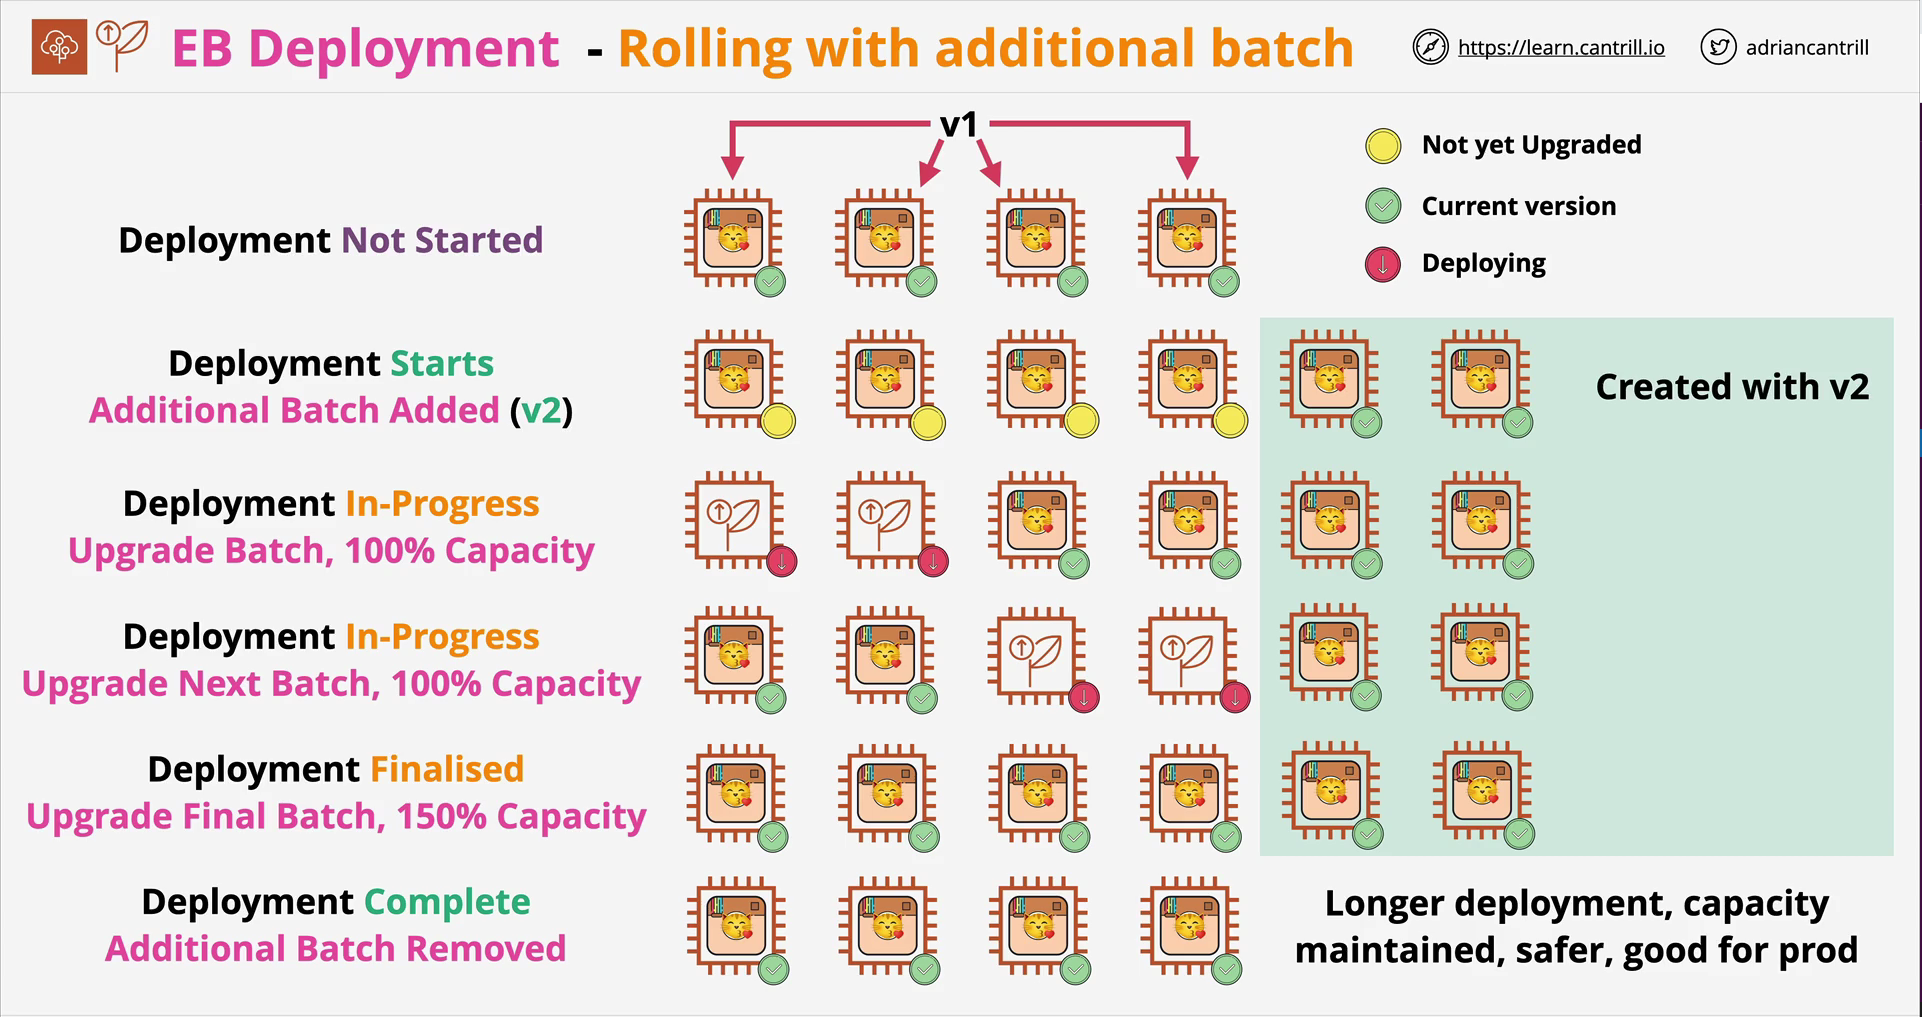 EB Deployment - Rolling with additional batch
https://learn.cantrill.io
adriancantrill
v1
Not yet Upgraded
Current version
Deploying
Deployment Not Started
Deployment Starts
Additional Batch Added (v2)
Created with v2
Deployment In-Progress
Upgrade Batch, 100% Capacity
Deployment In-Progress
Upgrade Next Batch, 100% Capacity
Deployment Finalised
Upgrade Final Batch, 150% Capacity
Deployment Complete
Additional Batch Removed
Longer deployment, capacity
maintained, safer, good for prod